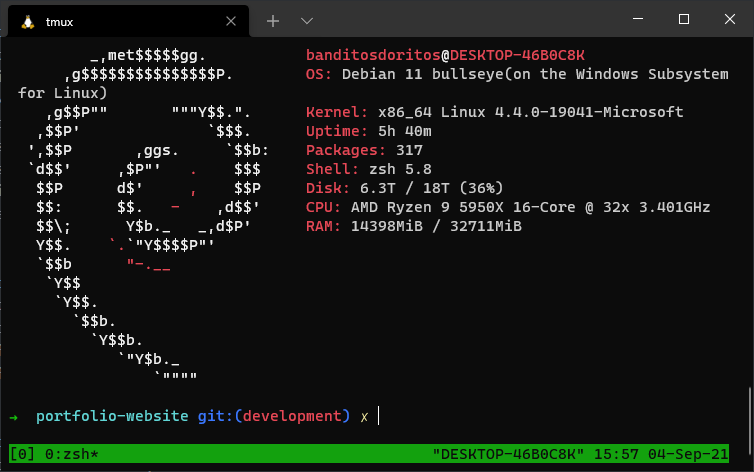 tmux
         _,met$$$$$gg.           banditosdoritos@DESKTOP-46B0C8K
      ,g$$$$$$$$$$$$$$$P.        OS: Debian 11 bullseye(on the Windows Subsystem
for Linux)
    ,g$$P""       """Y$$.".      Kernel: x86_64 Linux 4.4.0-19041-Microsoft
   ,$$P'              `$$$.      Uptime: 5h 40m
  ',$$P       ,ggs.     `$$b:    Packages: 317
  `d$$'     ,$P"'   .    $$$     Shell: zsh 5.8
   $$P      d$'     ,    $$P     Disk: 6.3T / 18T (36%)
   $$:      $$.   -    ,d$$'     CPU: AMD Ryzen 9 5950X 16-Core @ 32x 3.401GHz
   $$\;      Y$b._   _,d$P'      RAM: 14398MiB / 32711MiB
   Y$$.    `.`"Y$$$$P"'
   `$$b      "-.__
    `Y$$
     `Y$$.
       `$$b.
         `Y$$b.
            `"Y$b._
                `""""
→  portfolio-website git:(development) ✗
[0] 0:zsh* "DESKTOP-46B0C8K" 15:57 04-Sep-21